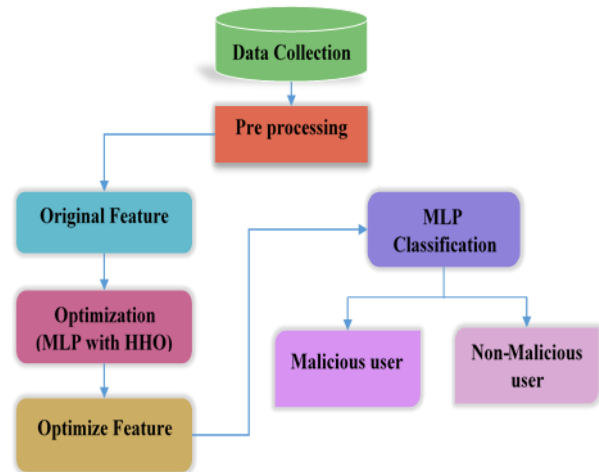 Data Collection
Pre processing
Original Feature
Optimization
(MLP with HHO)
Optimize Feature
MLP
Classification
Malicious user
Non-Malicious
user